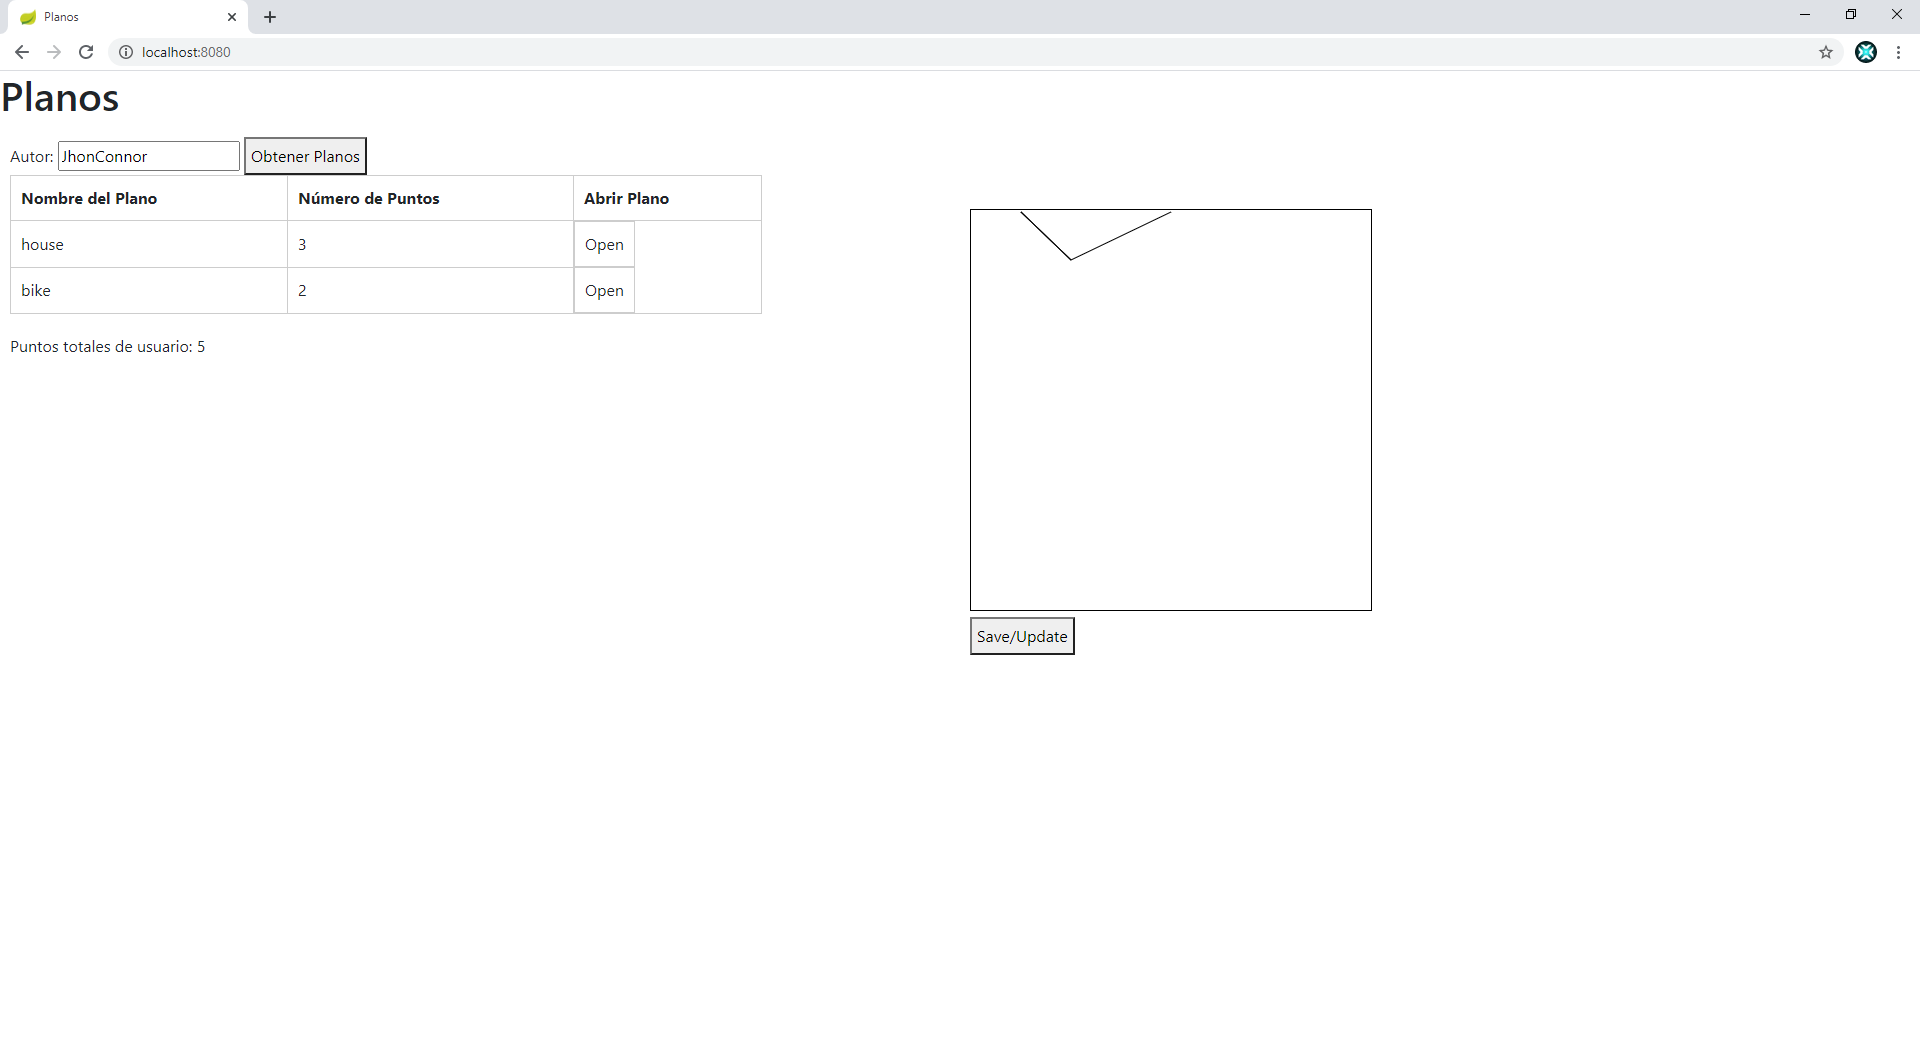 Planos
localhost:8080
Planos
Autor: JhonConnor Obtener Planos
Nombre del Plano Número de Puntos Abrir Plano
house 3 Open
bike 2 Open
Puntos totales de usuario: 5
Save/Update